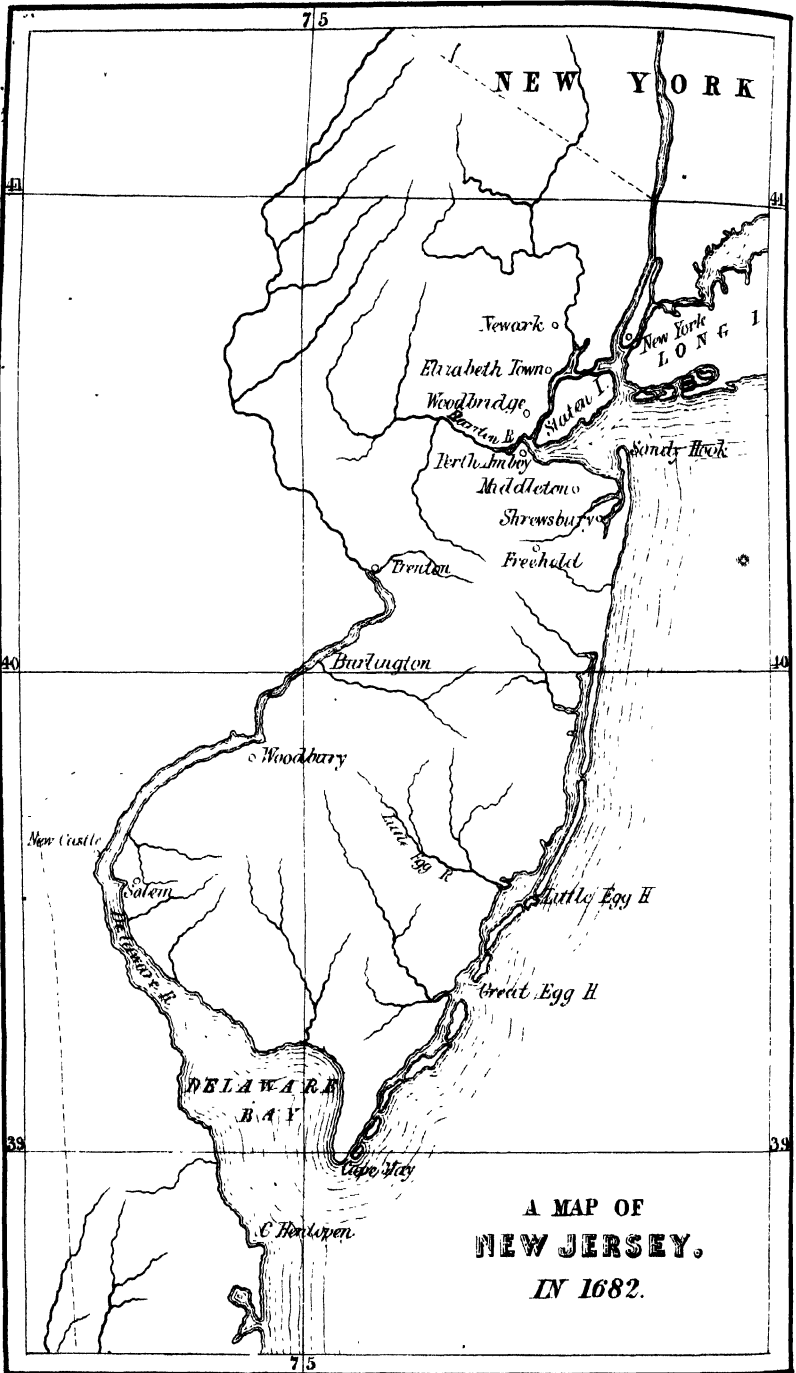 75
NEW YORK
41 41
Newark
New York
LONG I
Elizabeth Town
Staten I.
Woodbridge
Raritan R
Perth Amboy
Sandy Hook
Middleton
Shrewsbury
Freehold
Trenton
40 40
Burlington
Woodbury
New Castle
Little
Egg R
Salem
Little Egg H
Delaware R.
Great Egg H
DELAWARE
BAY
39 39
Cape May
C Henlopen
A MAP OF
NEW JERSEY.
IN 1682.
75